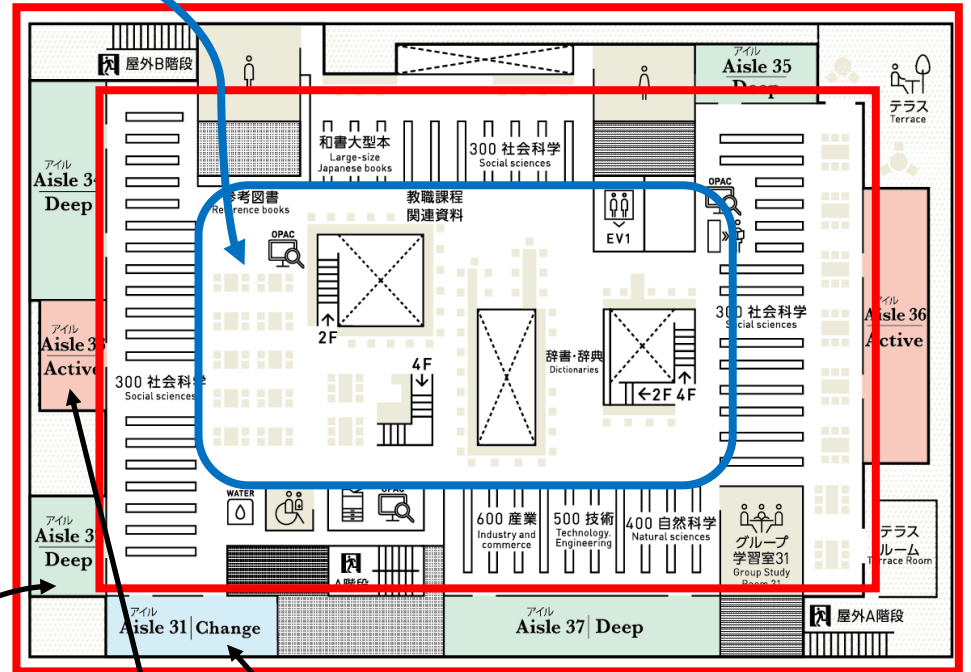 屋外B階段
アイル
Aisle 35
Deep
テラス
Terrace
和書大型本
Large-size
Japanese books
300 社会科学
Social sciences
アイル
Aisle 34
Deep
参考図書
Reference books
教職課程
関連資料
OPAC
OPAC
EV1
2F
アイル
Aisle 33
Active
300 社会科学
Social sciences
アイル
Aisle 36
Active
300 社会科学
Social sciences
辞書・辞典
Dictionaries
4F
2F 4F
WATER
OPAC
アイル
Deep
600 産業
Industry and
commerce
500 技術
Technology.
Engineering
400 自然科学
Natural sciences
グループ
学習室31
Group Study
Room 31
テラス
ルーム
Terrace Room
A階段
アイル
Aisle 31 Change
アイル
Aisle 37 Deep
屋外A階段